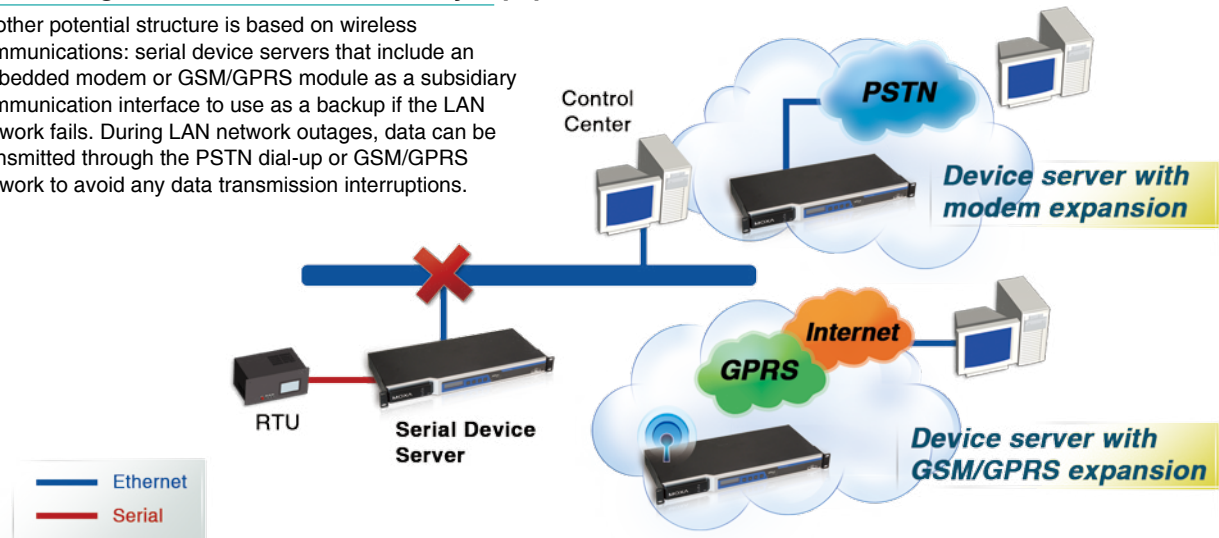 other potential structure is based on wireless
mmunications: serial device servers that include an
bedded modem or GSM/GPRS module as a subsidiary
mmunication interface to use as a backup if the LAN
work fails. During LAN network outages, data can be
nsmitted through the PSTN dial-up or GSM/GPRS
work to avoid any data transmission interruptions.
Control
Center
PSTN
MOXA
Device server with
modem expansion
Internet
GPRS
RTU
MOXA
Serial Device
Server
MOXA
Device server with
GSM/GPRS expansion
Ethernet
Serial